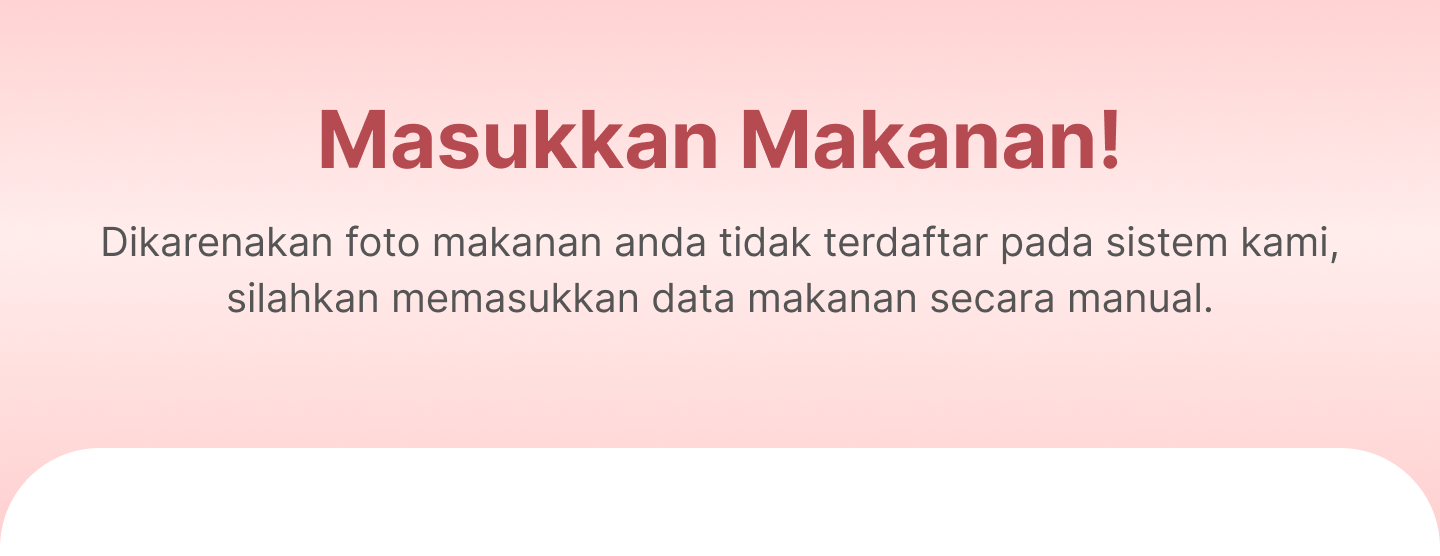 Masukkan Makanan!
Dikarenakan foto makanan anda tidak terdaftar pada sistem kami,
silahkan memasukkan data makanan secara manual.